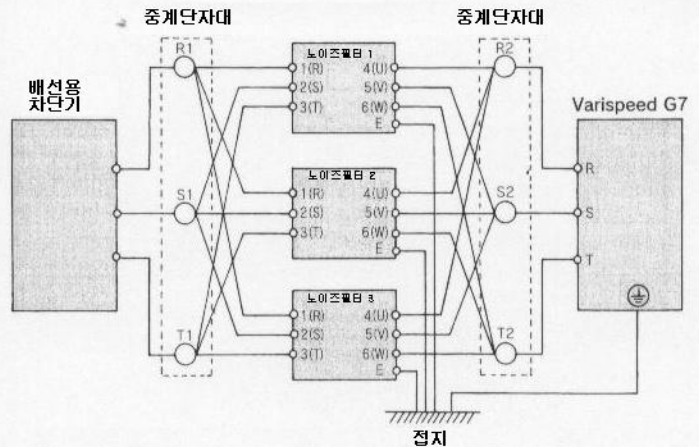 중계단자대
중계단자대
R1
노이즈필터 1
R2
배선용
차단기
1(R)
4(U)
2(S)
5(V)
3(T)
6(W)
E
Varispeed G7
R
S1
노이즈필터 2
S2
S
1(R)
4(U)
2(S)
5(V)
3(T)
6(W)
E
T
노이즈필터 3
1(R)
4(U)
2(S)
5(V)
T1
3(T)
6(W)
T2
E
접지